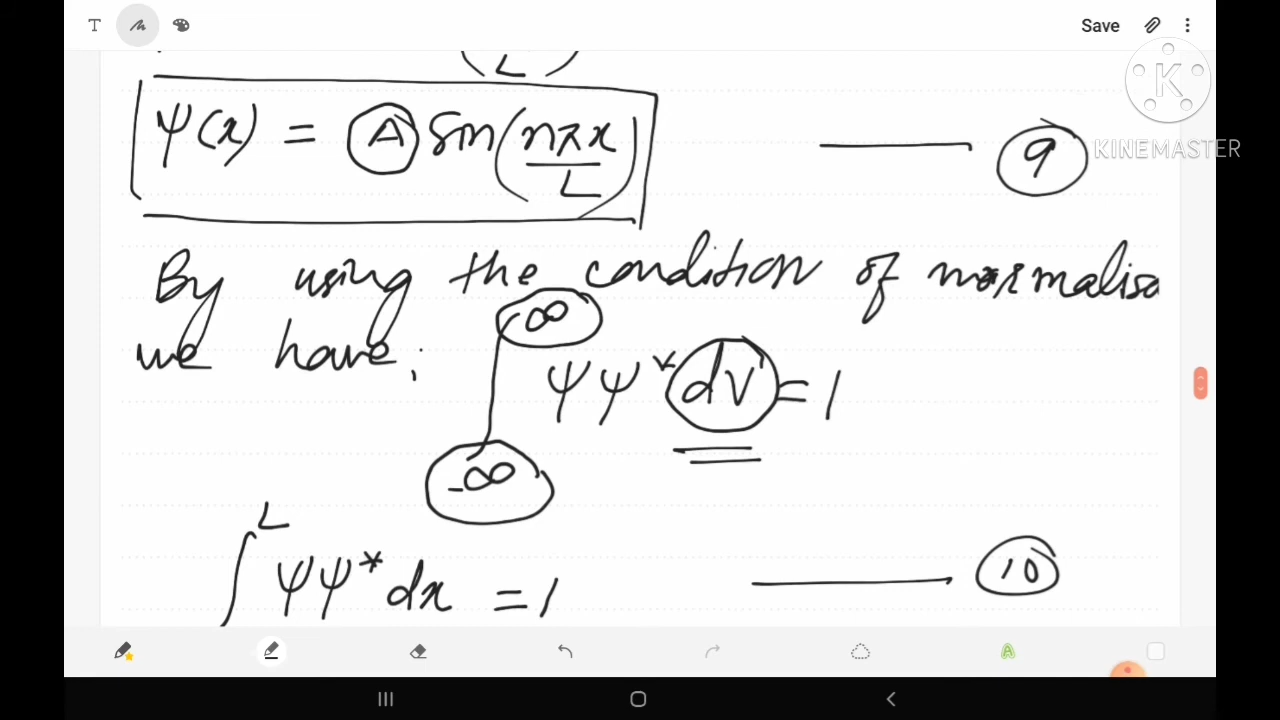 T Save
K
KINEMASTER
L
ψ(x) = A Sin(nπx/L) 9
By using the condition of
we have;
∞
ψψ* dv = 1
-∞
L
∫ ψψ* dx = 1 10
A